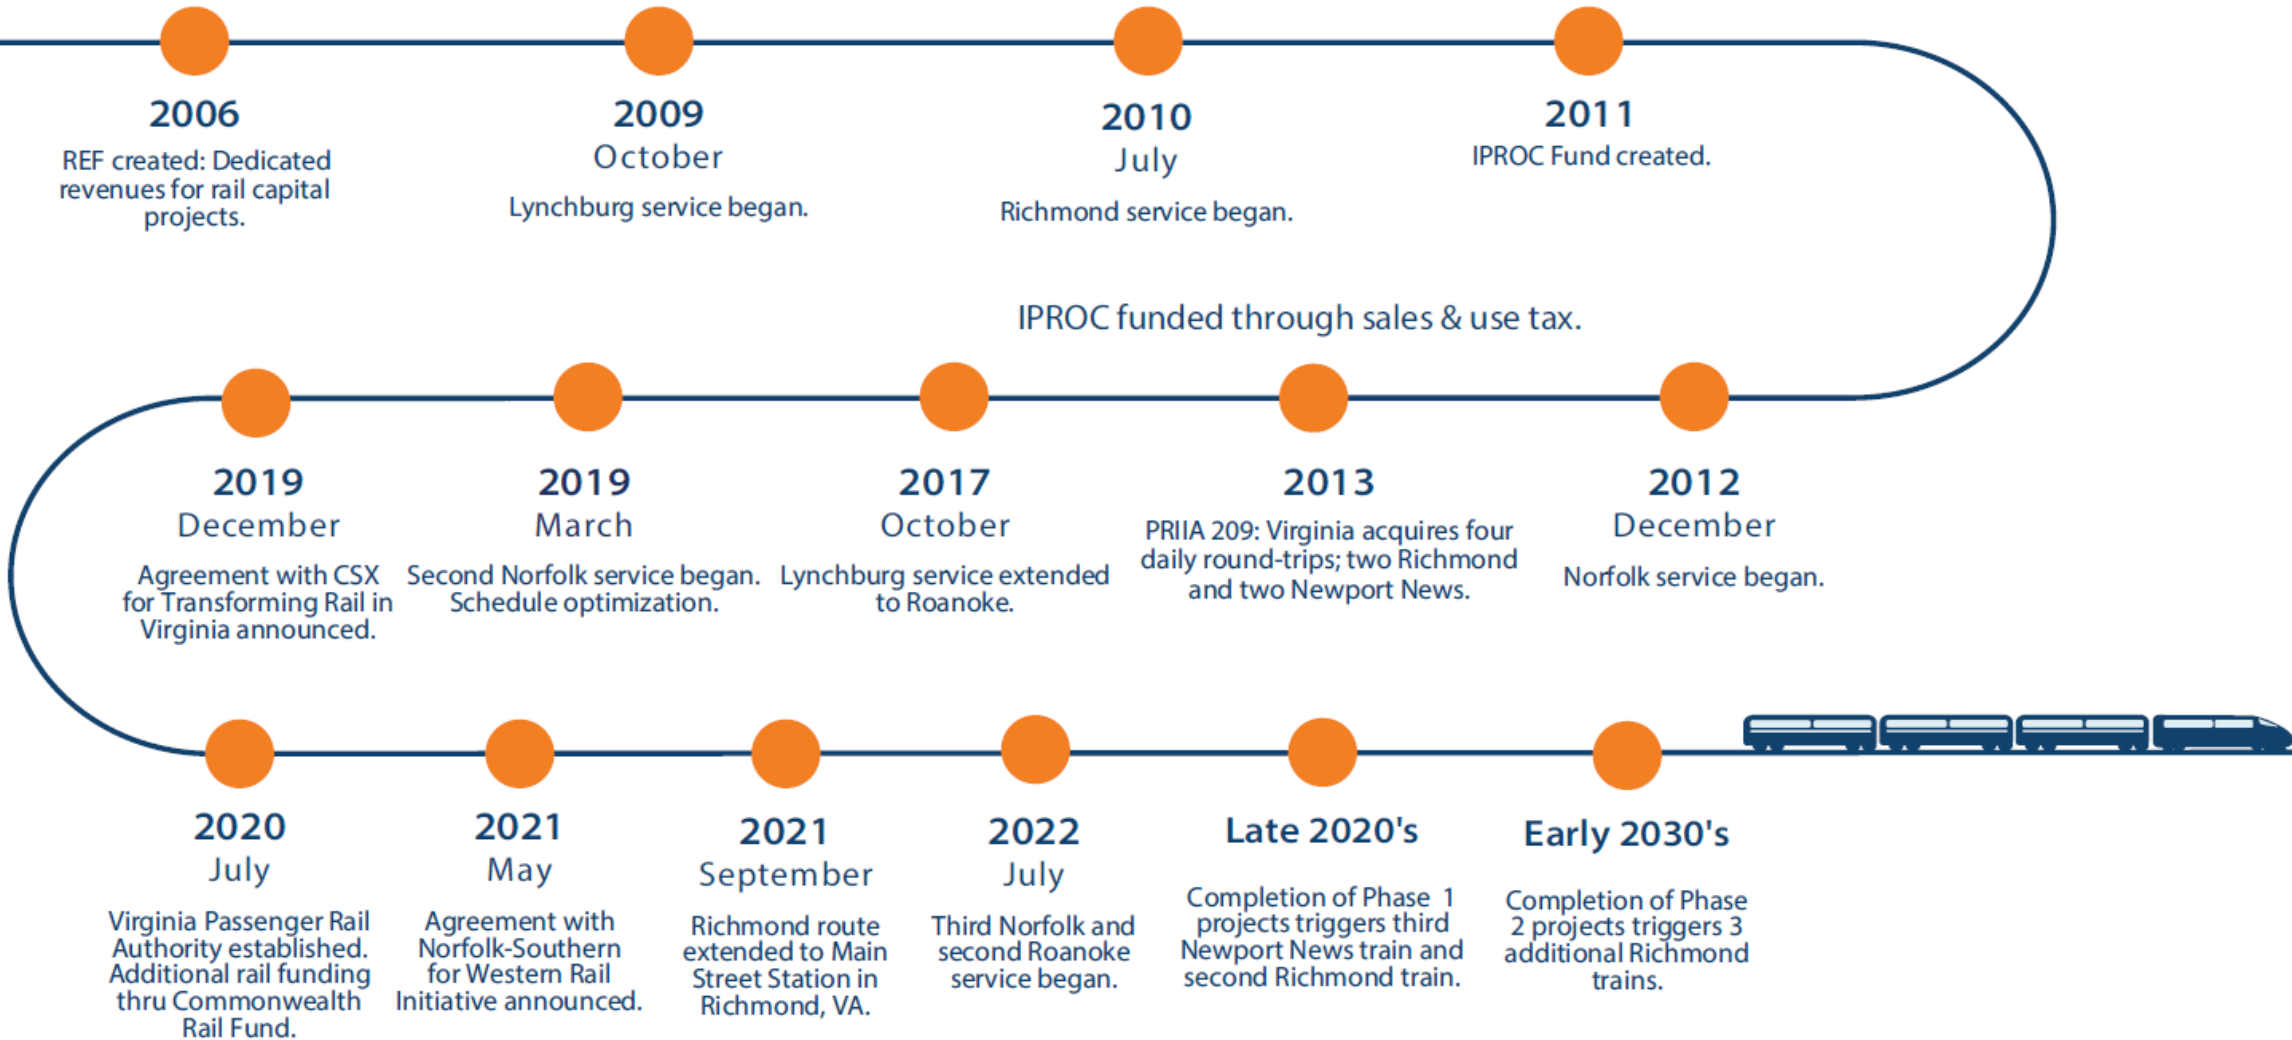 2006
REF created: Dedicated
revenues for rail capital
projects.
2009
October
Lynchburg service began.
2010
July
Richmond service began.
2011
IPROC Fund created.
IPROC funded through sales & use tax.
2019
December
Agreement with CSX
for Transforming Rail in
Virginia announced.
2019
March
Second Norfolk service began.
Schedule optimization.
2017
October
Lynchburg service extended
to Roanoke.
2013
PRIIA 209: Virginia acquires four
daily round-trips; two Richmond
and two Newport News.
2012
December
Norfolk service began.
2020
July
Virginia Passenger Rail
Authority established.
Additional rail funding
thru Commonwealth
Rail Fund.
2021
May
Agreement with
Norfolk-Southern
for Western Rail
Initiative announced.
2021
September
Richmond route
extended to Main
Street Station in
Richmond, VA.
2022
July
Third Norfolk and
second Roanoke
service began.
Late 2020's
Completion of Phase 1
projects triggers third
Newport News train and
second Richmond train.
Early 2030's
Completion of Phase
2 projects triggers 3
additional Richmond
trains.